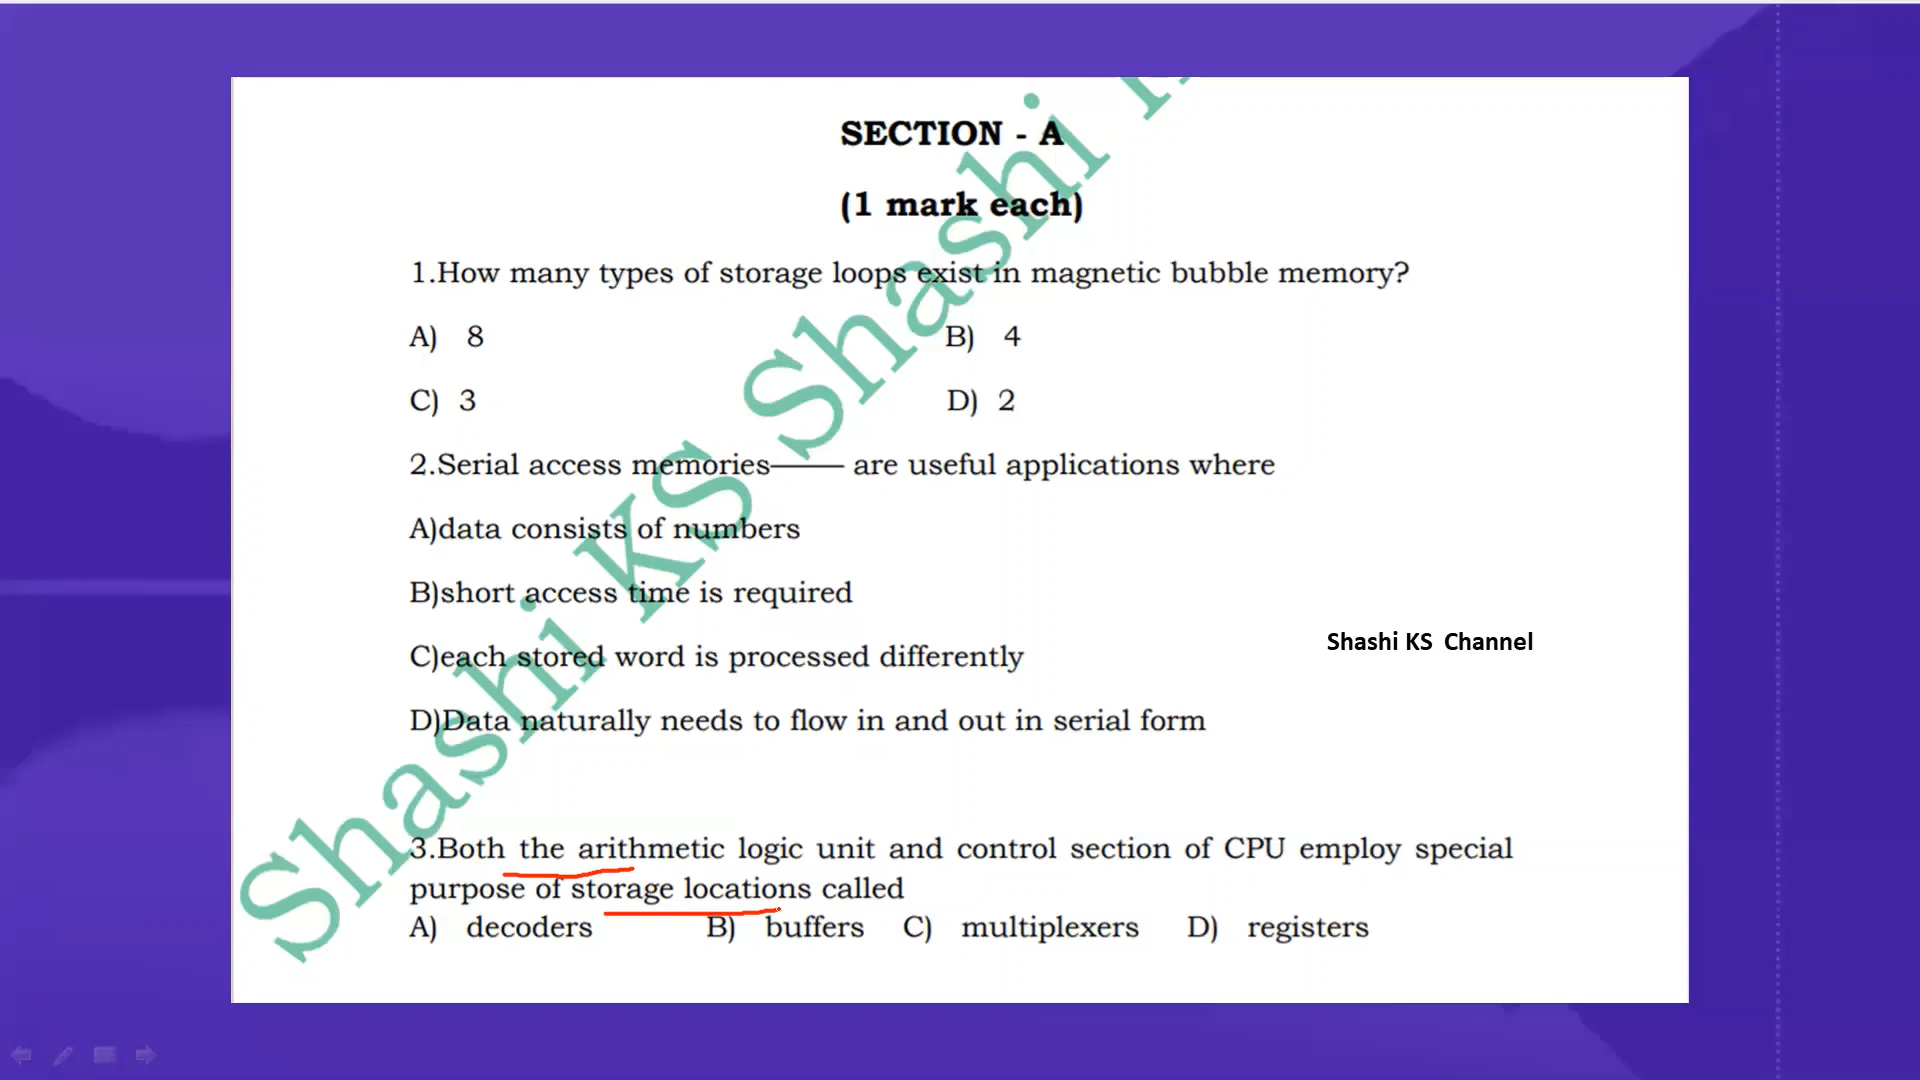 SECTION - A
(1 mark each)
1.How many types of storage loops exist in magnetic bubble memory?
A) 8 B) 4
C) 3 D) 2
2.Serial access memories—— are useful applications where
A)data consists of numbers
B)short access time is required
C)each stored word is processed differently
Shashi KS Channel
D)Data naturally needs to flow in and out in serial form
3.Both the arithmetic logic unit and control section of CPU employ special
purpose of storage locations called
A) decoders B) buffers C) multiplexers D) registers
Shashi KS Shashi